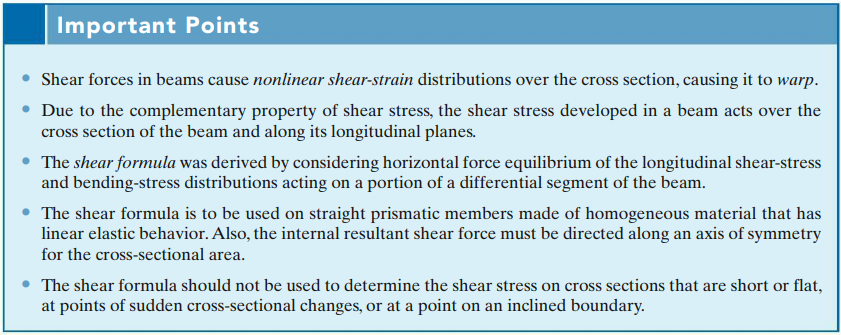 Important Points
• Shear forces in beams cause nonlinear shear-strain distributions over the cross section, causing it to warp.
• Due to the complementary property of shear stress, the shear stress developed in a beam acts over the
cross section of the beam and along its longitudinal planes.
• The shear formula was derived by considering horizontal force equilibrium of the longitudinal shear-stress
and bending-stress distributions acting on a portion of a differential segment of the beam.
• The shear formula is to be used on straight prismatic members made of homogeneous material that has
linear elastic behavior. Also, the internal resultant shear force must be directed along an axis of symmetry
for the cross-sectional area.
• The shear formula should not be used to determine the shear stress on cross sections that are short or flat,
at points of sudden cross-sectional changes, or at a point on an inclined boundary.